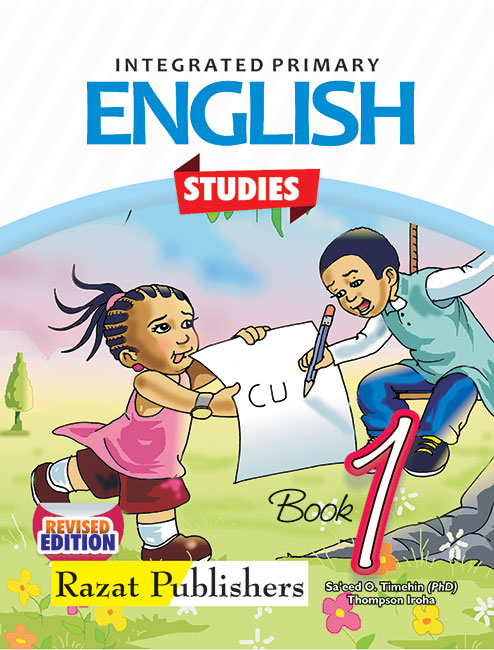 INTEGRATED PRIMARY
ENGLISH
STUDIES
CU
Book 1
REVISED
EDITION
Razat Publishers
Sa'eed O. Timehin (PhD)
Thompson Iroha